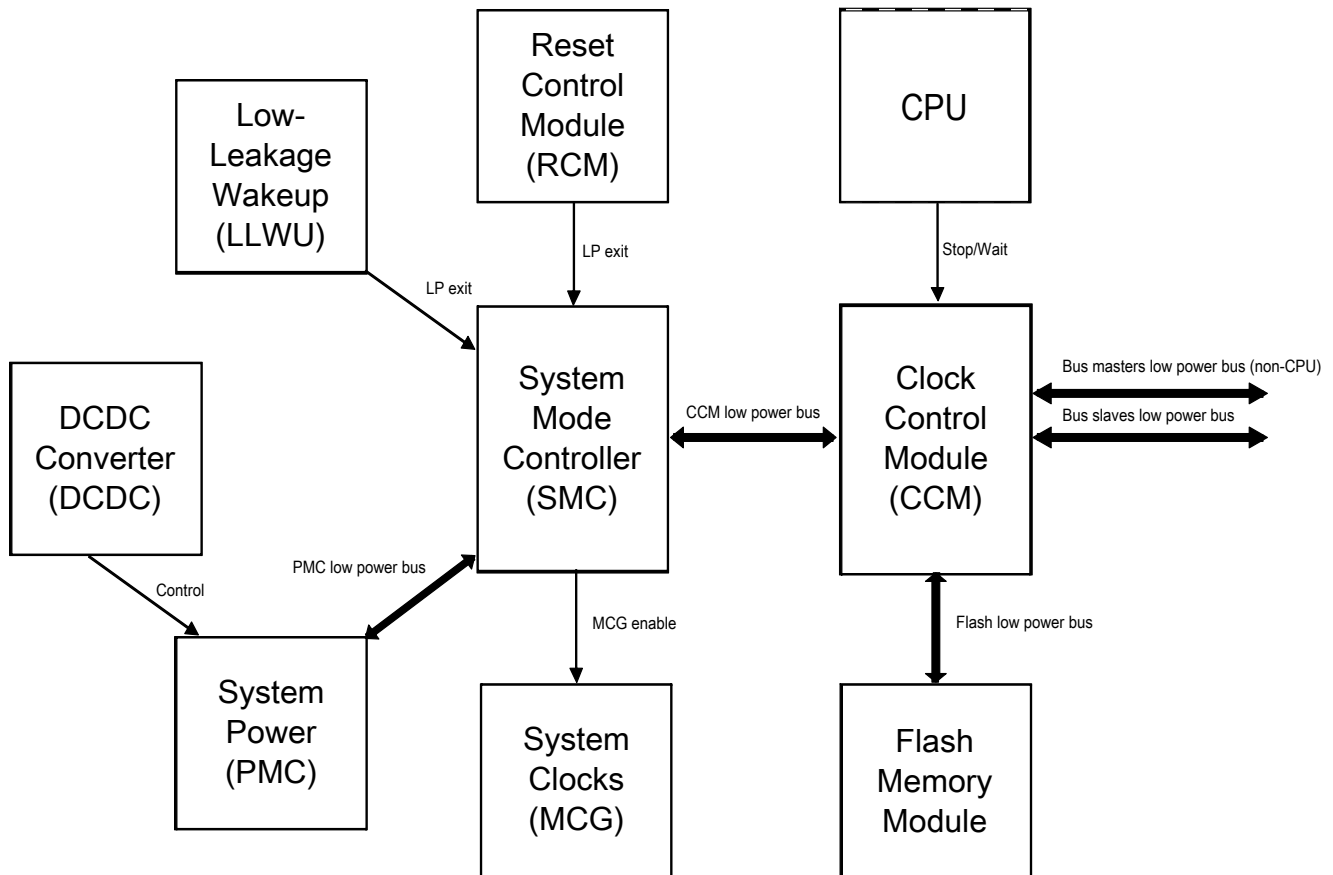 Reset
Control
Module
(RCM)
CPU
Low-
Leakage
Wakeup
(LLWU)
LP exit
Stop/Wait
LP exit
System
Mode
Controller
(SMC)
Clock
Control
Module
(CCM)
Bus masters low power bus (non-CPU)
Bus slaves low power bus
CCM low power bus
DCDC
Converter
(DCDC)
PMC low power bus
Control
MCG enable
Flash low power bus
System
Power
(PMC)
System
Clocks
(MCG)
Flash
Memory
Module